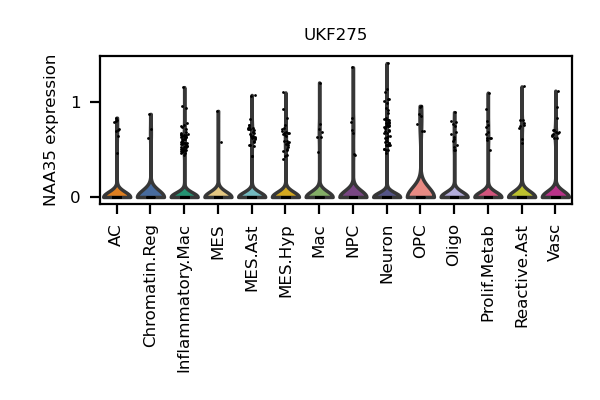 UKF275
NAA35 expression
1
0
AC
Chromatin.Reg
Inflammatory.Mac
MES
MES.Ast
MES.Hyp
Mac
NPC
Neuron
OPC
Oligo
Prolif.Metab
Reactive.Ast
Vasc